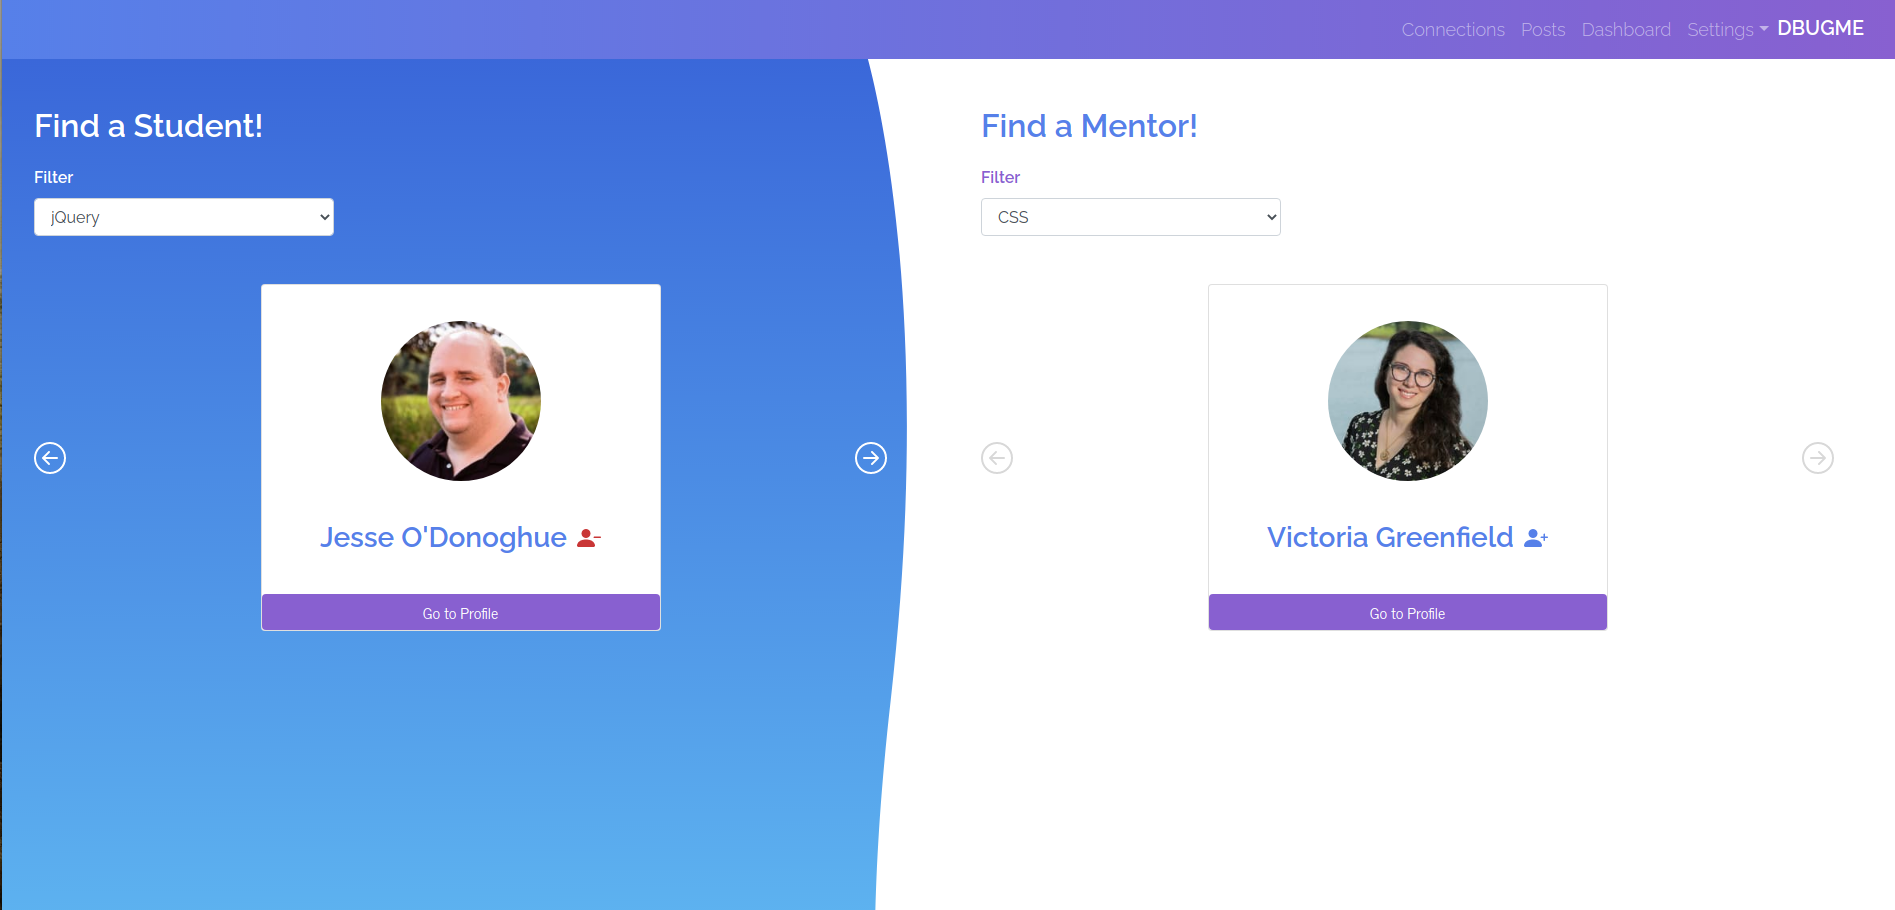 Connections Posts Dashboard Settings DBUGME
Find a Student!
Filter
jQuery
Jesse O'Donoghue
Go to Profile
Find a Mentor!
Filter
CSS
Victoria Greenfield
Go to Profile